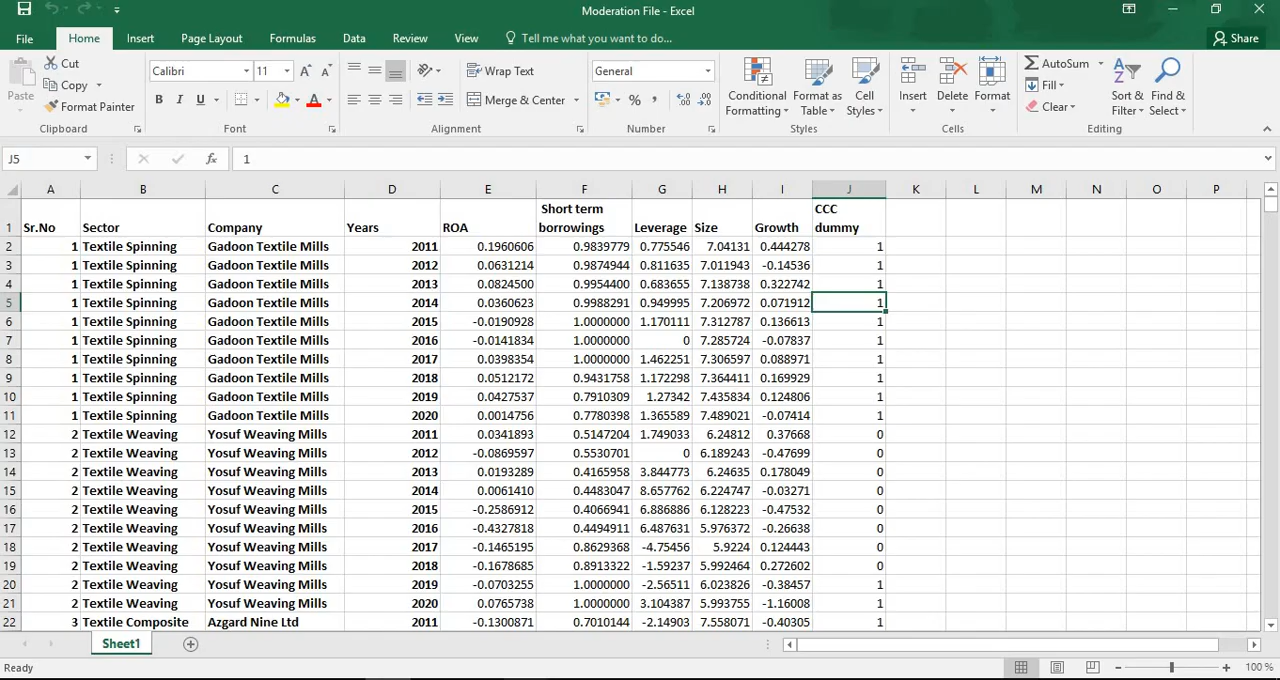 Moderation File - Excel
File Home Insert Page Layout Formulas Data Review View Tell me what you want to do... Share
Cut
Copy
Format Painter
Paste
Clipboard
Calibri 11
B I U
Font
Wrap Text
Merge & Center
Alignment
General
%
Number
Conditional Formatting
Format as Table
Cell Styles
Styles
Insert Delete Format
Cells
AutoSum
Fill
Clear
Sort & Filter
Find & Select
Editing
J5 fx 1
A B C D E F G H I J K L M N O P
1 Sr.No Sector Company Years ROA Short term borrowings Leverage Size Growth CCC dummy
2 1 Textile Spinning Gadoon Textile Mills 2011 0.1960606 0.9839779 0.775546 7.04131 0.444278 1
3 1 Textile Spinning Gadoon Textile Mills 2012 0.0631214 0.9874944 0.811635 7.011943 -0.14536 1
4 1 Textile Spinning Gadoon Textile Mills 2013 0.0824500 0.9954400 0.683655 7.138738 0.322742 1
5 1 Textile Spinning Gadoon Textile Mills 2014 0.0360623 0.9988291 0.949995 7.206972 0.071912 1
6 1 Textile Spinning Gadoon Textile Mills 2015 -0.0190928 1.0000000 1.170111 7.312787 0.136613 1
7 1 Textile Spinning Gadoon Textile Mills 2016 -0.0141834 1.0000000 0 7.285724 -0.07837 1
8 1 Textile Spinning Gadoon Textile Mills 2017 0.0398354 1.0000000 1.462251 7.306597 0.088971 1
9 1 Textile Spinning Gadoon Textile Mills 2018 0.0512172 0.9431758 1.172298 7.364411 0.169929 1
10 1 Textile Spinning Gadoon Textile Mills 2019 0.0427537 0.7910309 1.27342 7.435834 0.124806 1
11 1 Textile Spinning Gadoon Textile Mills 2020 0.0014756 0.7780398 1.365589 7.489021 -0.07414 1
12 2 Textile Weaving Yosuf Weaving Mills 2011 0.0341893 0.5147204 1.749033 6.24812 0.37668 0
13 2 Textile Weaving Yosuf Weaving Mills 2012 -0.0869597 0.5530701 0 6.189243 -0.47699 0
14 2 Textile Weaving Yosuf Weaving Mills 2013 0.0193289 0.4165958 3.844773 6.24635 0.178049 0
15 2 Textile Weaving Yosuf Weaving Mills 2014 0.0061410 0.4483047 8.657762 6.224747 -0.03271 0
16 2 Textile Weaving Yosuf Weaving Mills 2015 -0.2586912 0.4066941 6.886886 6.128223 -0.47532 0
17 2 Textile Weaving Yosuf Weaving Mills 2016 -0.4327818 0.4494911 6.487631 5.976372 -0.26638 0
18 2 Textile Weaving Yosuf Weaving Mills 2017 -0.1465195 0.8629368 -4.75456 5.9224 0.124443 0
19 2 Textile Weaving Yosuf Weaving Mills 2018 -0.1678685 0.8913322 -1.59237 5.992464 0.272602 0
20 2 Textile Weaving Yosuf Weaving Mills 2019 -0.0703255 1.0000000 -2.56511 6.023826 -0.38457 1
21 2 Textile Weaving Yosuf Weaving Mills 2020 0.0765738 1.0000000 3.104387 5.993755 -1.16008 1
22 3 Textile Composite Azgard Nine Ltd 2011 -0.1300871 0.7010144 -2.14903 7.558071 -0.40305 1
Sheet1
Ready 100 %